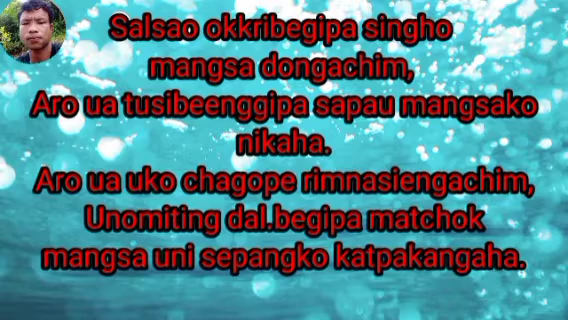 Salsao okkribegipa singho
mangsa dongachim,
Aro ua tusibeenggipa sapau mangsako
nikaha.
Aro ua uko chagope rimnasiengachim,
Unomiting dal.begipa matchok
mangsa uni sepangko katpakangaha.